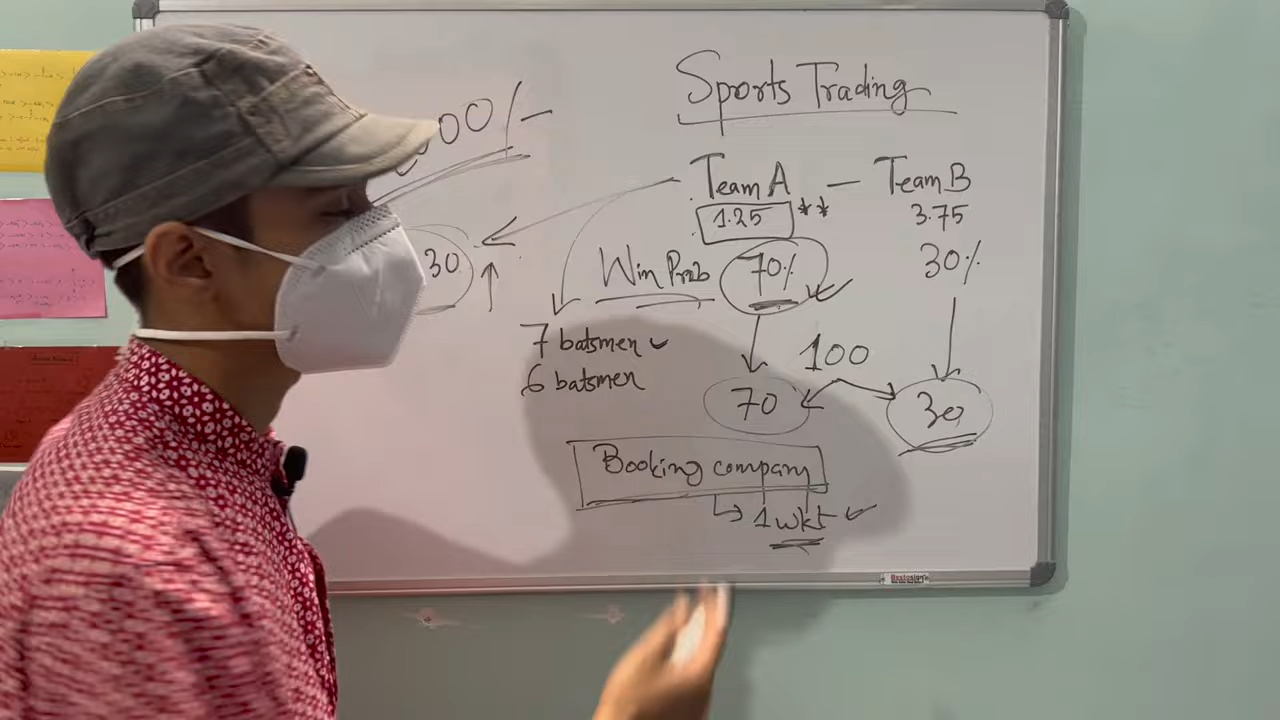 Sports Trading
000/-
Team A — Team B
1.25 ** 3.75
Win Prob 70% 30%
30
7 batsmen
6 batsmen
100
70 30
Booking company
1 wkt